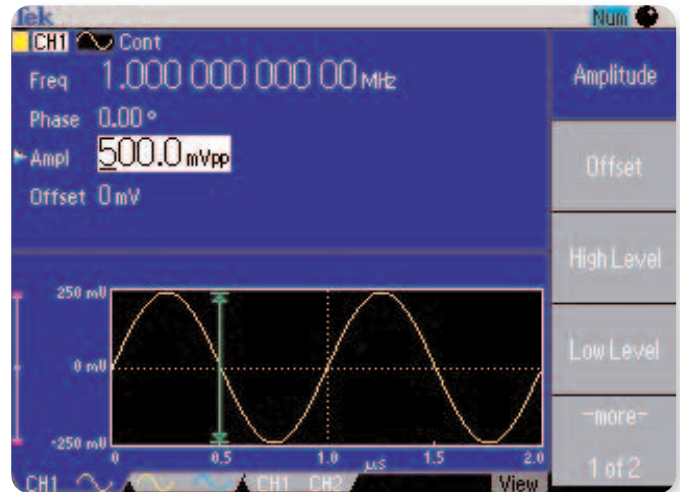 Tek
Num
CH1 Cont
Freq 1.000 000 000 00 MHz
Phase 0.00 °
Ampl 500.0 mVpp
Offset 0 mV
Amplitude
Offset
High Level
Low Level
-more-
1 of 2
250 mV
0 mV
-250 mV
0 0.5 1.0 µs 1.5 2.0
CH1 CH1 CH2 View